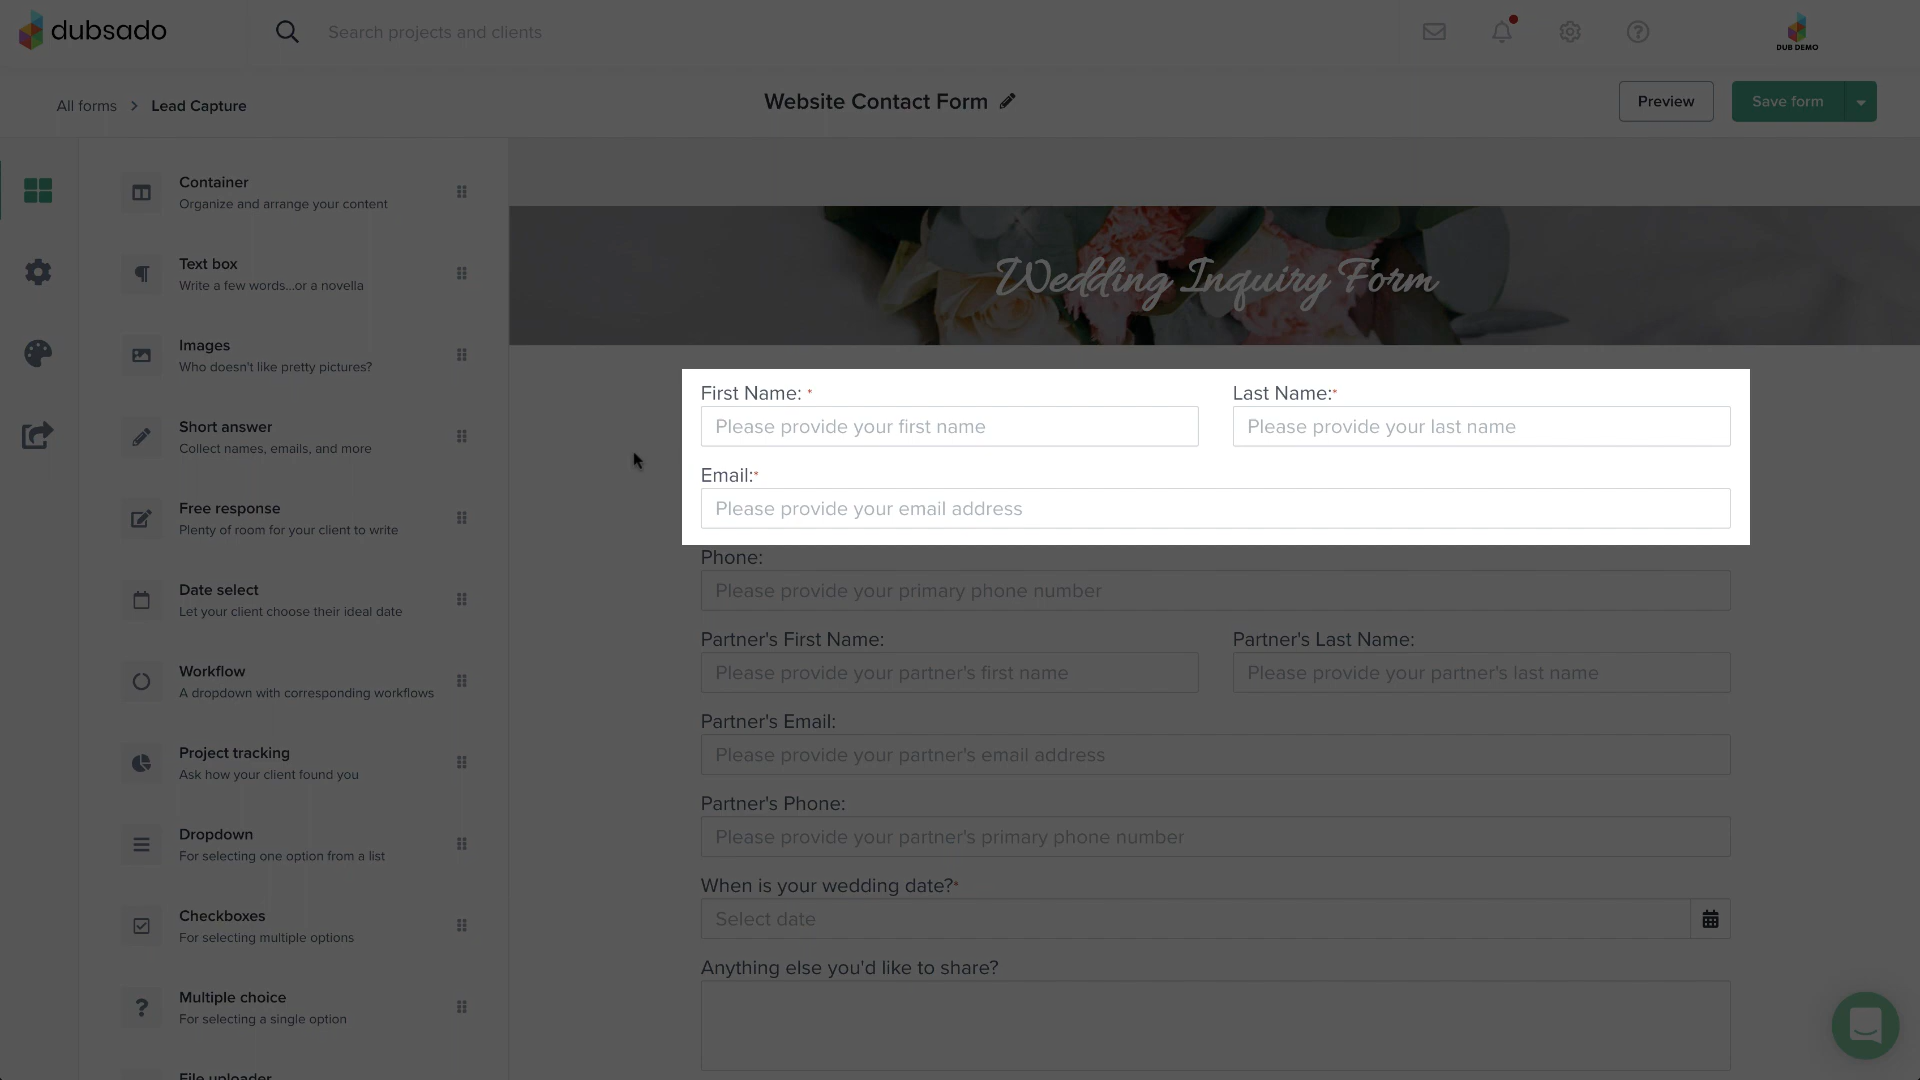 dubsado
Search projects and clients
DUB DEMO
All forms > Lead Capture
Website Contact Form
Preview
Save form
Container
Organize and arrange your content
Text box
Write a few words...or a novella
Images
Who doesn't like pretty pictures?
Short answer
Collect names, emails, and more
Free response
Plenty of room for your client to write
Date select
Let your client choose their ideal date
Workflow
A dropdown with corresponding workflows
Project tracking
Ask how your client found you
Dropdown
For selecting one option from a list
Checkboxes
For selecting multiple options
Multiple choice
For selecting a single option
File uploader
Wedding Inquiry Form
First Name: *
Last Name:*
Please provide your first name
Please provide your last name
Email:*
Please provide your email address
Phone:
Please provide your primary phone number
Partner's First Name:
Partner's Last Name:
Please provide your partner's first name
Please provide your partner's last name
Partner's Email:
Please provide your partner's email address
Partner's Phone:
Please provide your partner's primary phone number
When is your wedding date?*
Select date
Anything else you'd like to share?